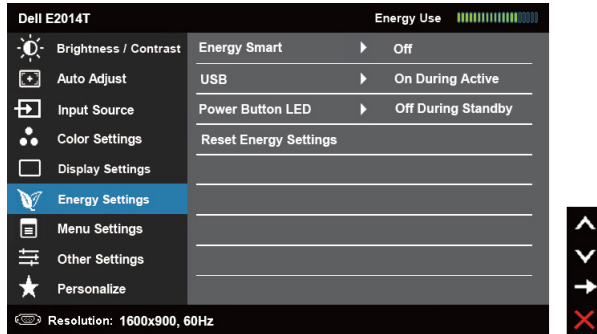 Dell E2014T Energy Use
Brightness / Contrast Energy Smart Off
Auto Adjust USB On During Active
Input Source Power Button LED Off During Standby
Color Settings Reset Energy Settings
Display Settings
Energy Settings
Menu Settings
Other Settings
Personalize
Resolution: 1600x900, 60Hz